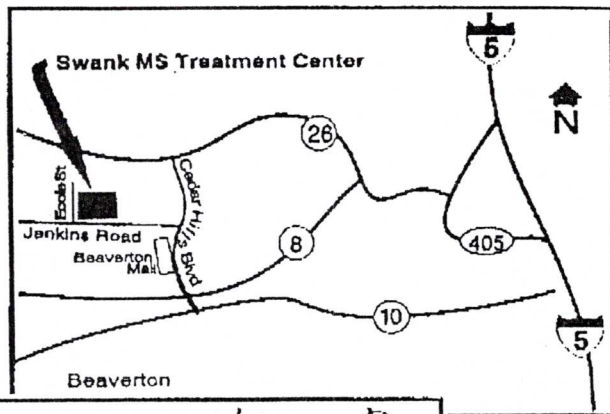 5
Swank MS Treatment Center
N
26
Cedar Hills Blvd
Ecole St
Jenkins Road
8
Beaverton
Mall
405
10
5
Beaverton